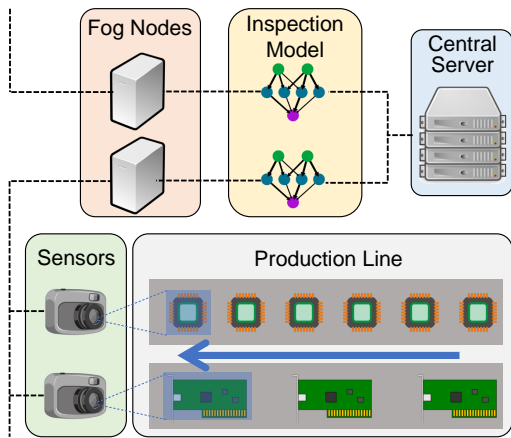 Fog Nodes
Inspection
Model
Central
Server
Sensors
Production Line